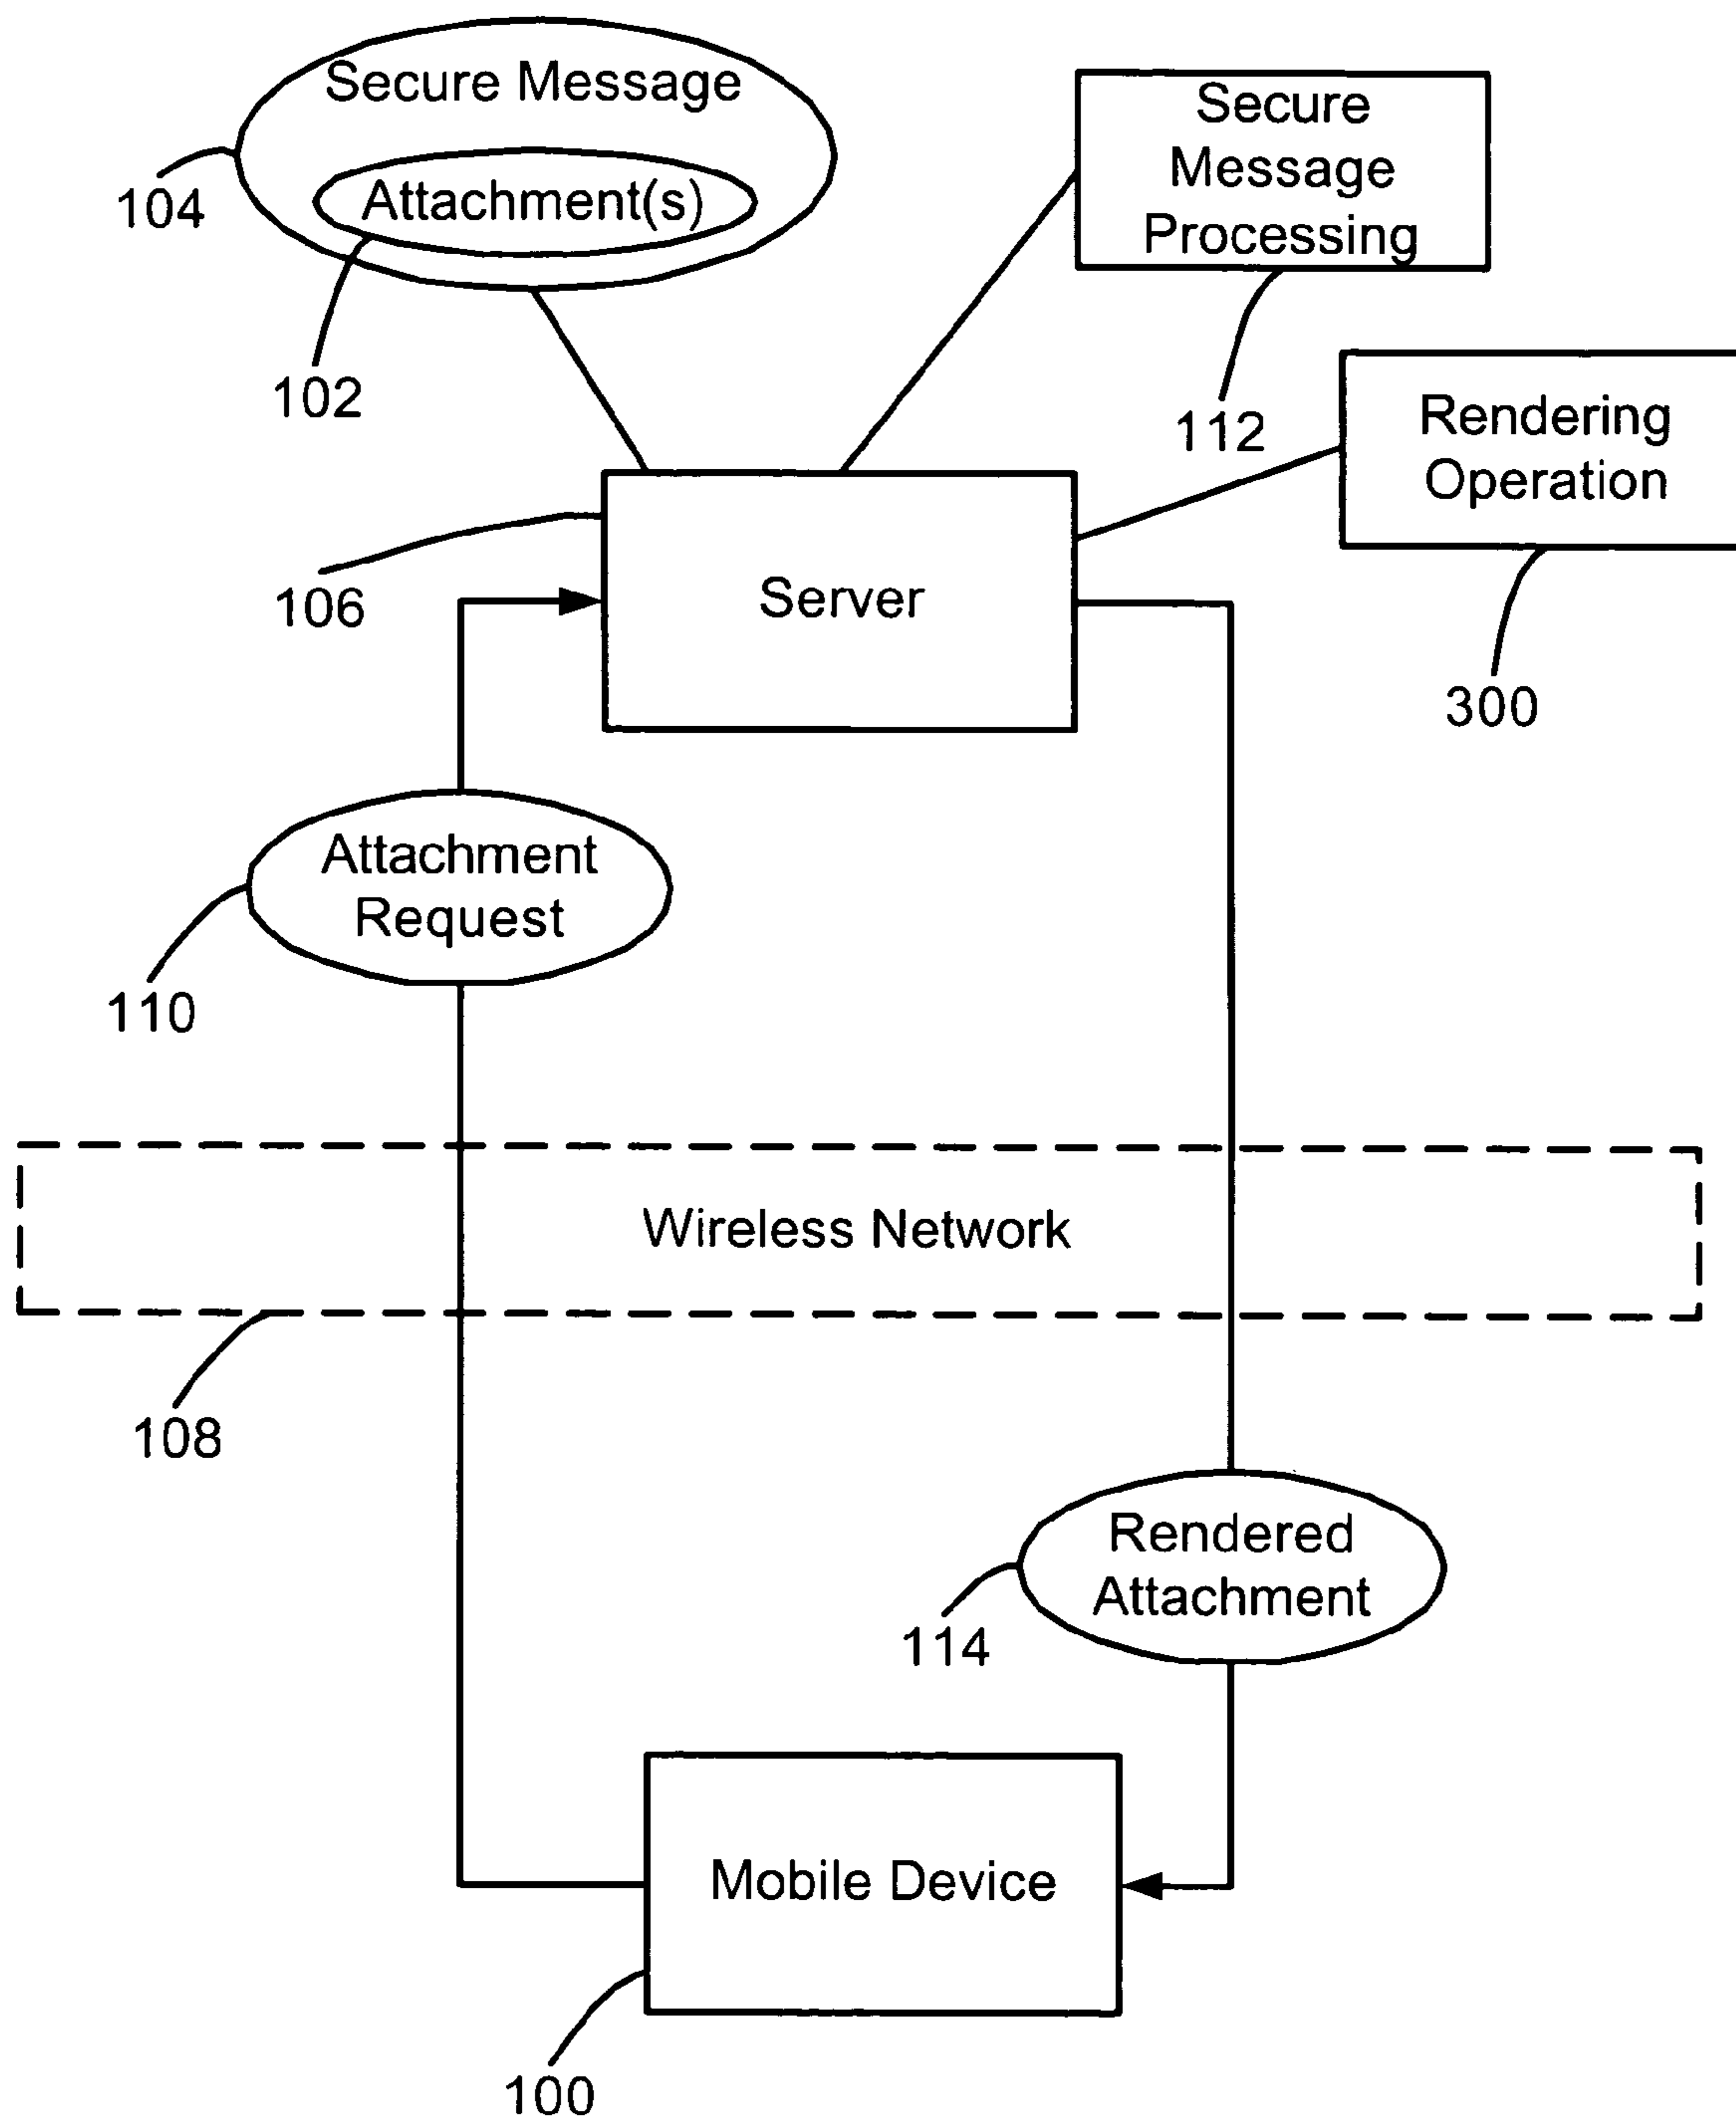 Secure Message
Attachment(s)
104
102
Secure
Message
Processing
112
Rendering
Operation
300
106
Server
Attachment
Request
110
Wireless Network
108
Rendered
Attachment
114
Mobile Device
100